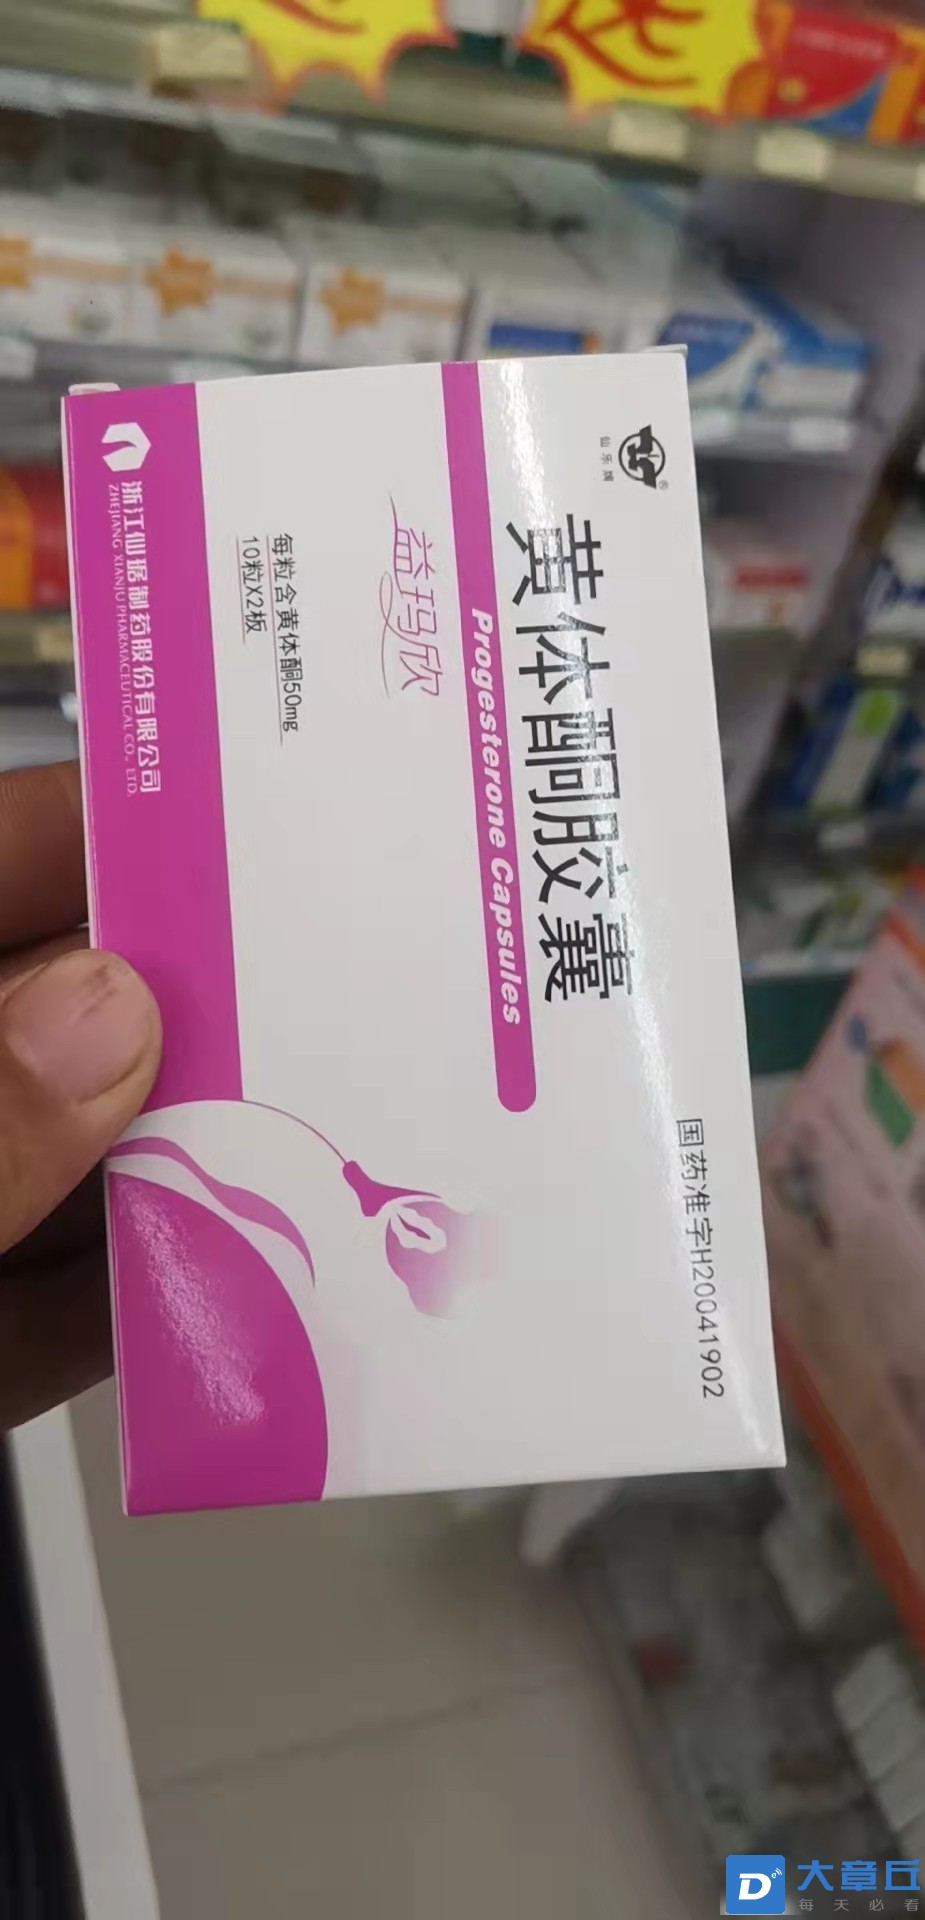 仙乐牌
®
黄体酮胶囊
Progesterone Capsules
益玛欣
每粒含黄体酮50mg
10粒X2板
浙江仙琚制药股份有限公司
ZHEJIANG XIANJU PHARMACEUTICAL CO., LTD.
国药准字H20041902
大章丘
每天必看